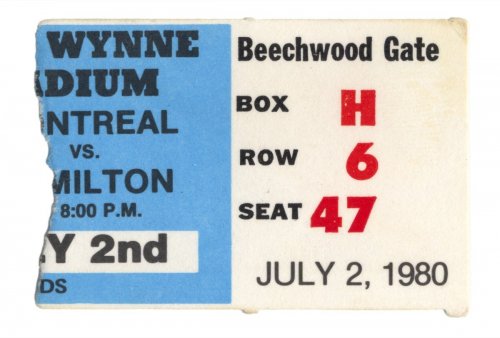 WYNNE
ADIUM
NTREAL
VS.
MILTON
8:00 P.M.
Y 2nd
DS
Beechwood Gate
BOX H
ROW 6
SEAT 47
JULY 2, 1980